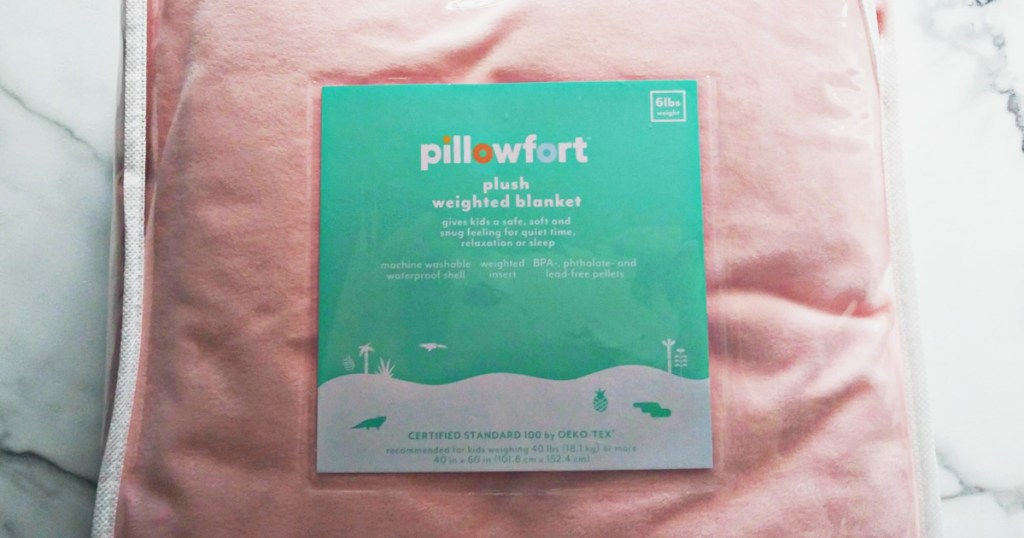 6lbs
weight
pillowfort™
plush
weighted blanket
gives kids a safe, soft and
snug feeling for quiet time,
relaxation or sleep
machine washable weighted BPA-, phthalate- and
waterproof shell insert lead-free pellets
CERTIFIED STANDARD 100 by OEKO-TEX®
recommended for kids weighing 40 lbs (18.1 kg) or more
40 in x 60 in (101.6 cm x 152.4 cm)